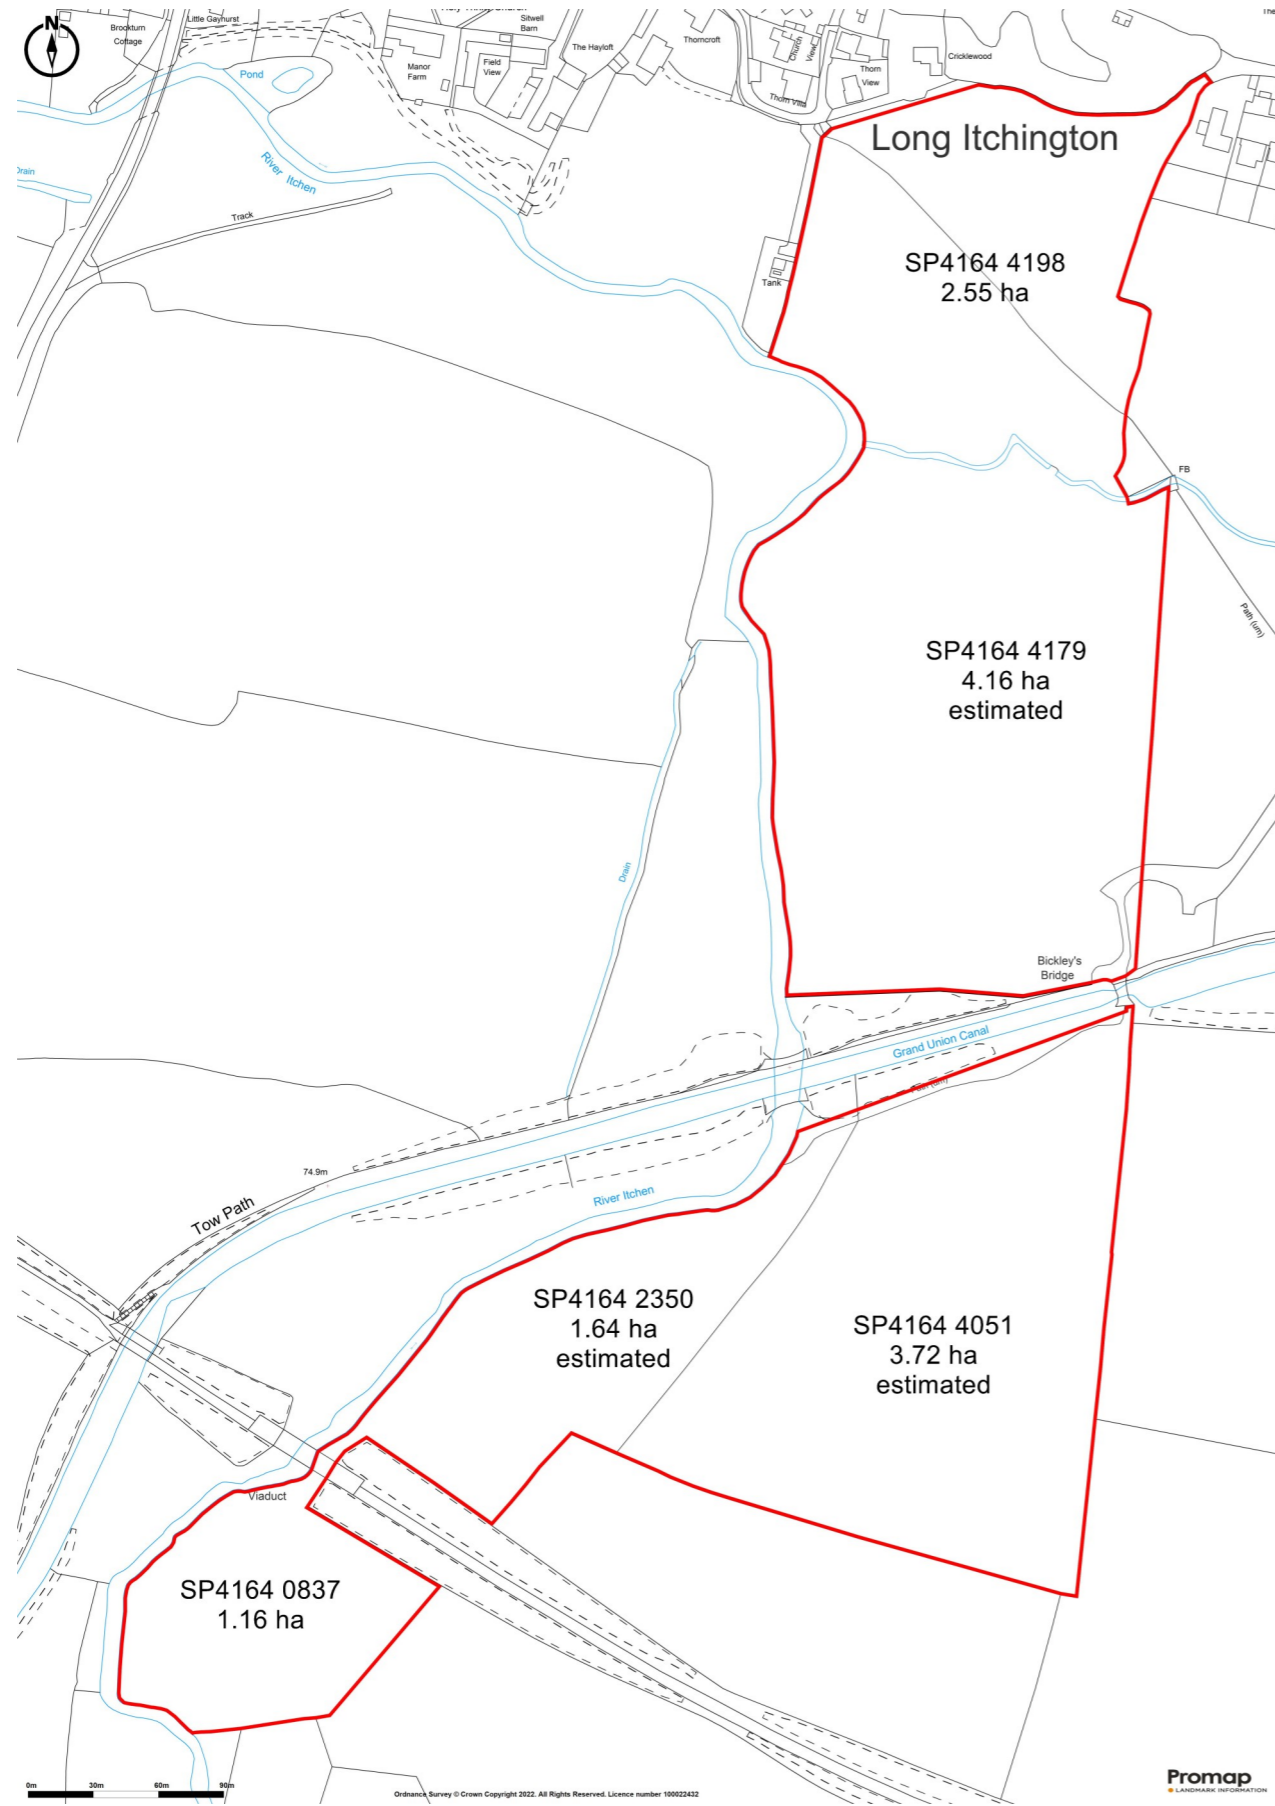 N
Little Gayhurst
Brookturn
Cottage
Pond
Manor
Farm
Field
View
Sitwell
Barn
The Hayloft
Thorncroft
Church
View
Thorn
View
Thorn Villa
Cricklewood
Long Itchington
River Itchen
Track
Tank
SP4164 4198
2.55 ha
FB
Path (um)
SP4164 4179
4.16 ha
estimated
Drain
Bickley's
Bridge
Grand Union Canal
74.9m
Tow Path
River Itchen
SP4164 2350
1.64 ha
estimated
SP4164 4051
3.72 ha
estimated
Viaduct
SP4164 0837
1.16 ha
0m 30m 60m 90m
Ordnance Survey © Crown Copyright 2022. All Rights Reserved. Licence number 100022432
Promap
LANDMARK INFORMATION